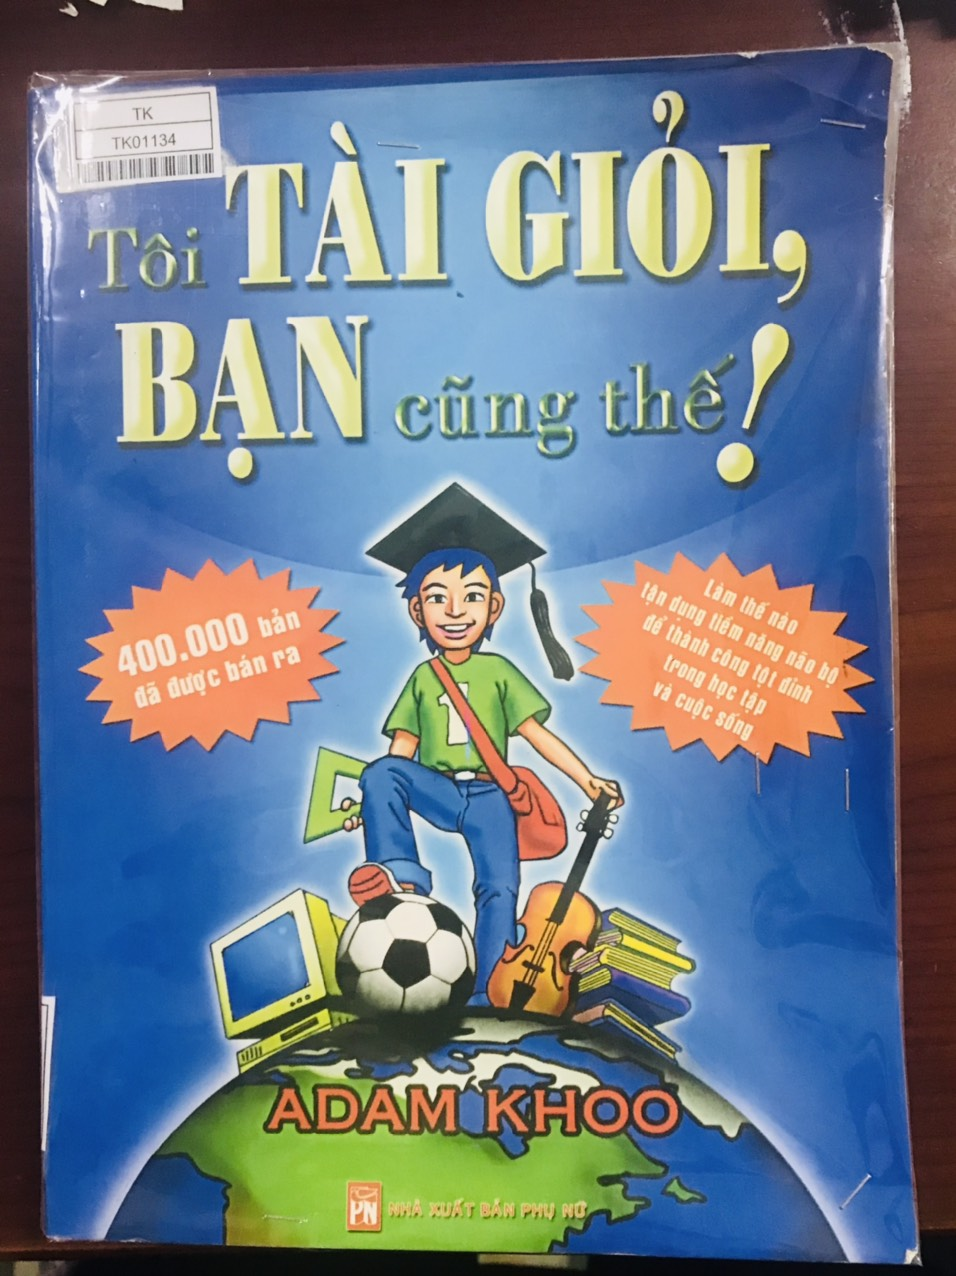 TK
TK01134
Tôi TÀI GIỎI,
BẠN cũng thế!
400.000 bản
đã được bán ra
Làm thế nào
tận dụng tiềm năng não bộ
để thành công tột đỉnh
trong học tập
và cuộc sống
1
ADAM KHOO
PN
NHÀ XUẤT BẢN PHỤ NỮ